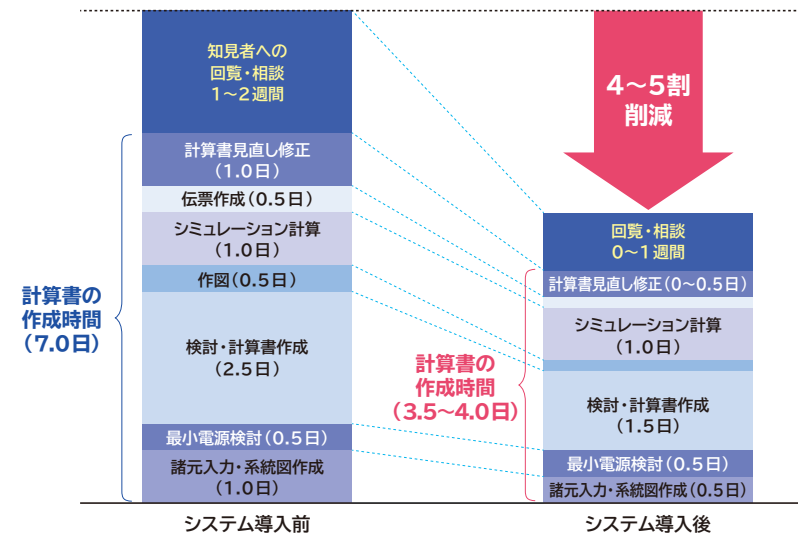 知見者への
回覧・相談
1～2週間
計算書見直し修正
(1.0日)
伝票作成(0.5日)
シミュレーション計算
(1.0日)
作図(0.5日)
検討・計算書作成
(2.5日)
最小電源検討(0.5日)
諸元入力・系統図作成
(1.0日)
計算書の
作成時間
(7.0日)
システム導入前
4～5割
削減
回覧・相談
0～1週間
計算書見直し修正(0～0.5日)
シミュレーション計算
(1.0日)
検討・計算書作成
(1.5日)
最小電源検討(0.5日)
諸元入力・系統図作成(0.5日)
計算書の
作成時間
(3.5～4.0日)
システム導入後